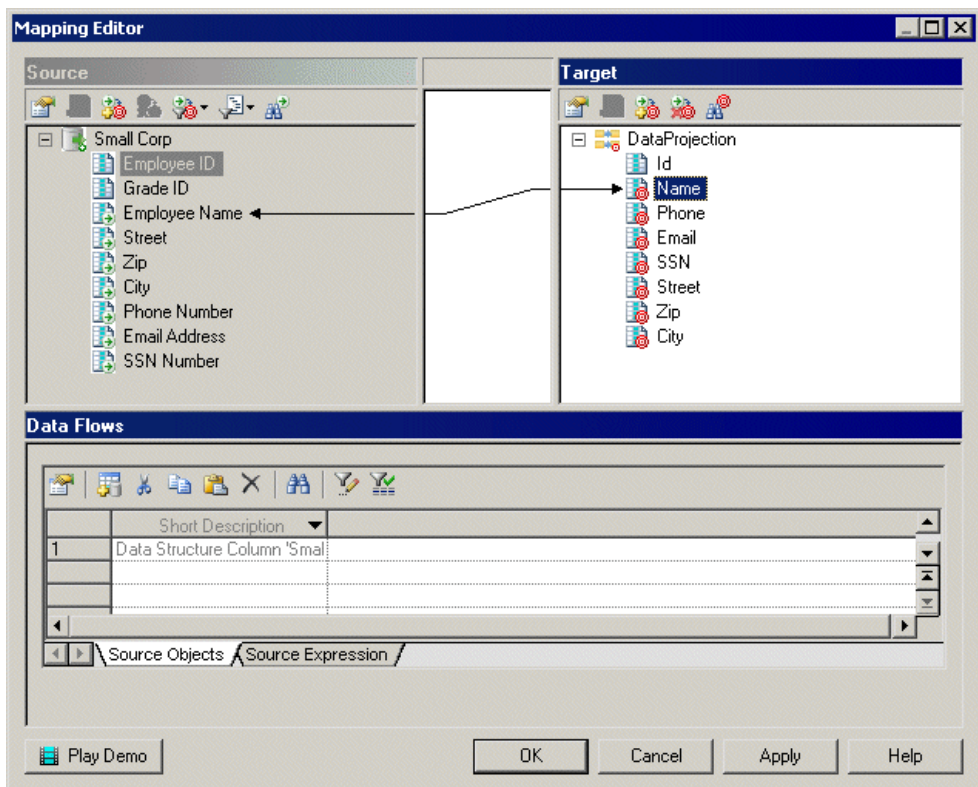 Mapping Editor
Source
Target
Small Corp
Employee ID
Grade ID
Employee Name
Street
Zip
City
Phone Number
Email Address
SSN Number
DataProjection
Id
Name
Phone
Email
SSN
Street
Zip
City
Data Flows
Short Description
1 Data Structure Column 'Smal
Source Objects Source Expression
Play Demo OK Cancel Apply Help